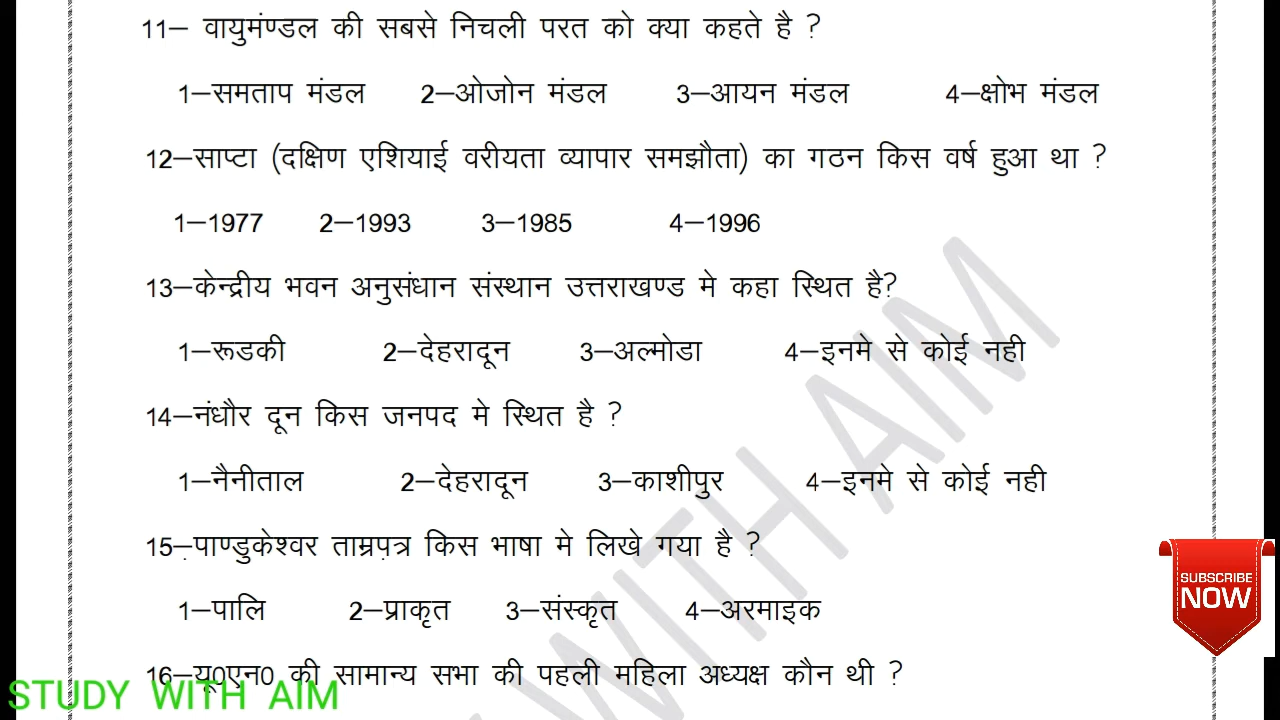 11– वायुमंण्डल की सबसे निचली परत को क्या कहते है ?
1–समताप मंडल 2–ओजोन मंडल 3–आयन मंडल 4–क्षोभ मंडल
12–साप्टा (दक्षिण एशियाई वरीयता व्यापार समझौता) का गठन किस वर्ष हुआ था ?
1–1977 2–1993 3–1985 4–1996
13–केन्द्रीय भवन अनुसंधान संस्थान उत्तराखण्ड मे कहा स्थित है?
1–रूडकी 2–देहरादून 3–अल्मोडा 4–इनमे से कोई नही
14–नंधौर दून किस जनपद मे स्थित है ?
1–नैनीताल 2–देहरादून 3–काशीपुर 4–इनमे से कोई नही
15–पाण्डुकेश्वर ताम्रपत्र किस भाषा मे लिखे गया है ?
1–पालि 2–प्राकृत 3–संस्कृत 4–अरमाइक
16–यू0एन0 की सामान्य सभा की पहली महिला अध्यक्ष कौन थी ?
STUDY WITH AIM
WITH AIM
SUBSCRIBE
NOW